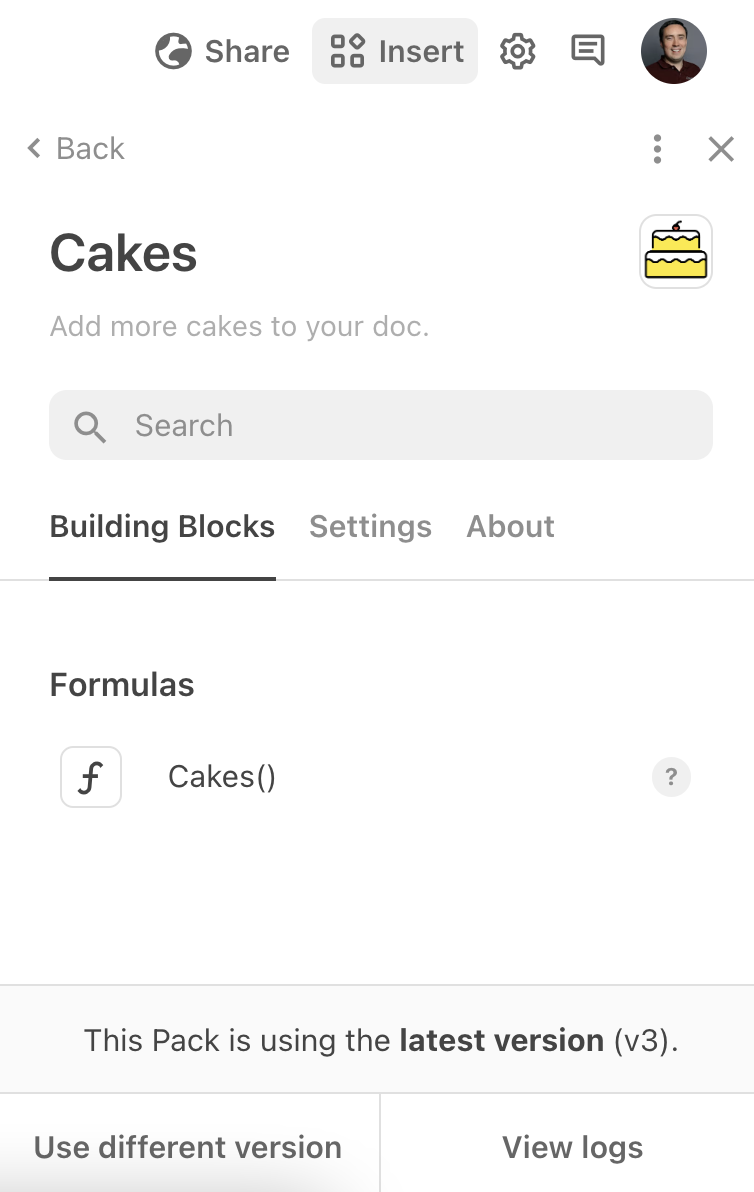 Share Insert
Back
Cakes
Add more cakes to your doc.
Search
Building Blocks Settings About
Formulas
f Cakes() ?
This Pack is using the latest version (v3).
Use different version View logs